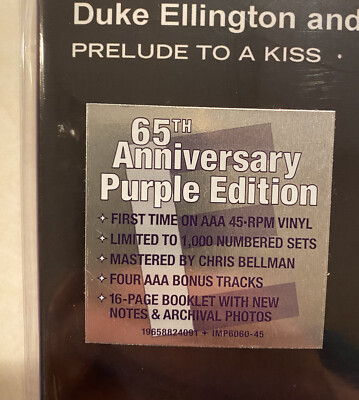 Duke Ellington and
PRELUDE TO A KISS •
65TH
Anniversary
Purple Edition
✦ FIRST TIME ON AAA 45-RPM VINYL
✦ LIMITED TO 1,000 NUMBERED SETS
✦ MASTERED BY CHRIS BELLMAN
✦ FOUR AAA BONUS TRACKS
✦ 16-PAGE BOOKLET WITH NEW
NOTES & ARCHIVAL PHOTOS
19658824091 ✦ IMP6060-45